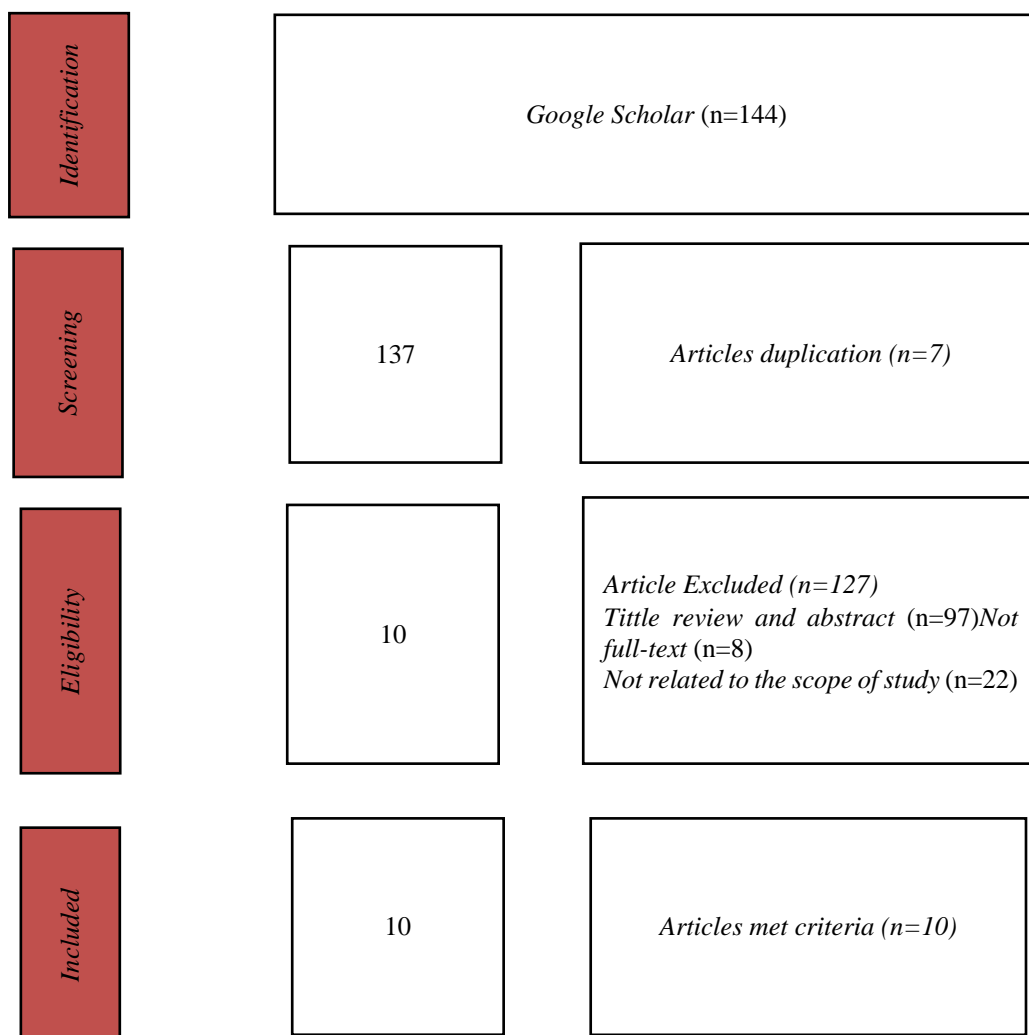 Identification
Google Scholar (n=144)
Screening
137
Articles duplication (n=7)
Eligibility
10
Article Excluded (n=127)
Tittle review and abstract (n=97)Not
full-text (n=8)
Not related to the scope of study (n=22)
Included
10
Articles met criteria (n=10)